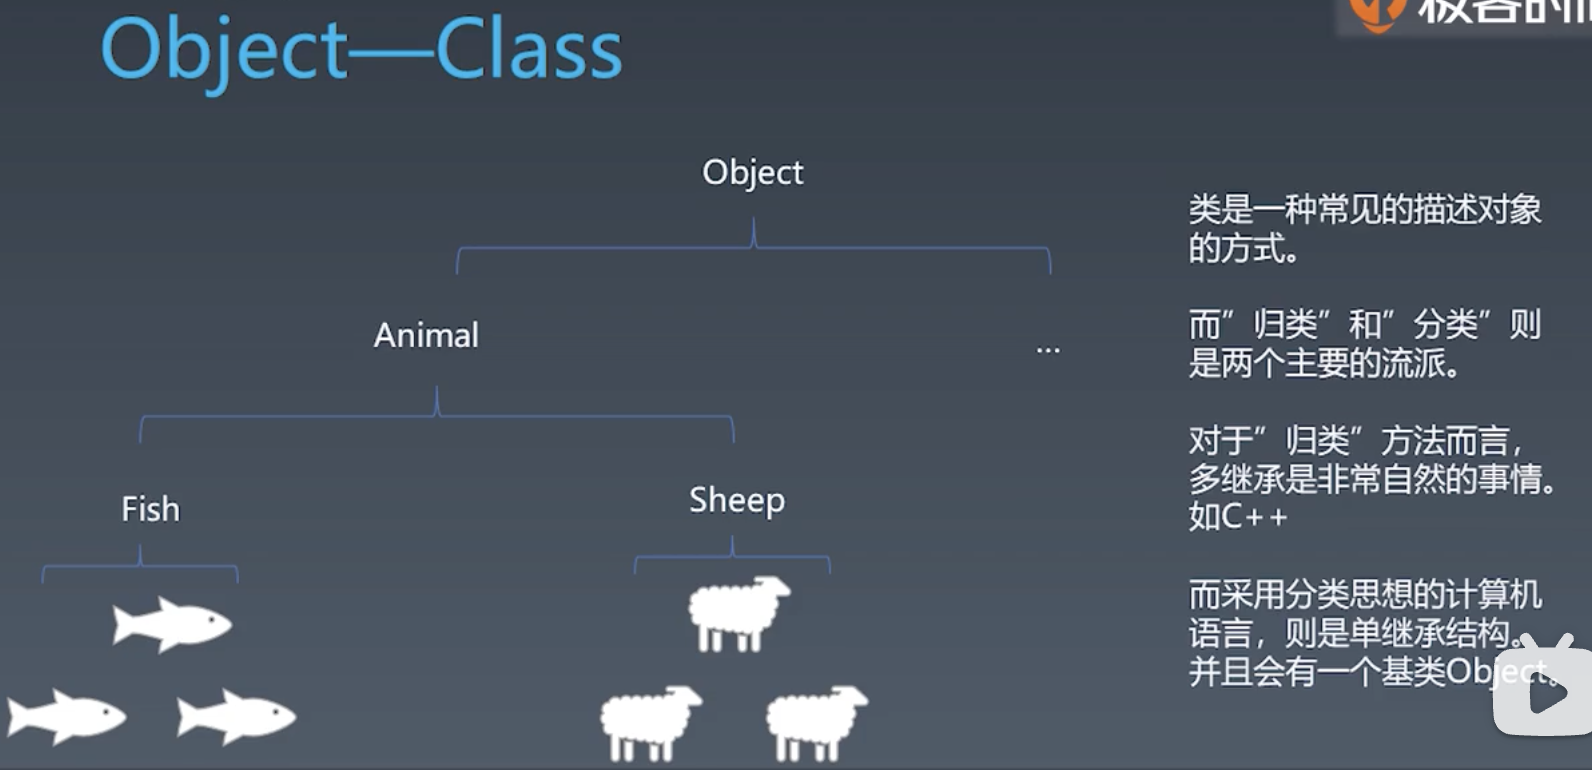 Object—Class
Object
Animal
...
Fish
Sheep
类是一种常见的描述对象
的方式。
而”归类”和”分类”则
是两个主要的流派。
对于”归类”方法而言，
多继承是非常自然的事情。
如C++
而采用分类思想的计算机
语言，则是单继承结构。
并且会有一个基类Object。